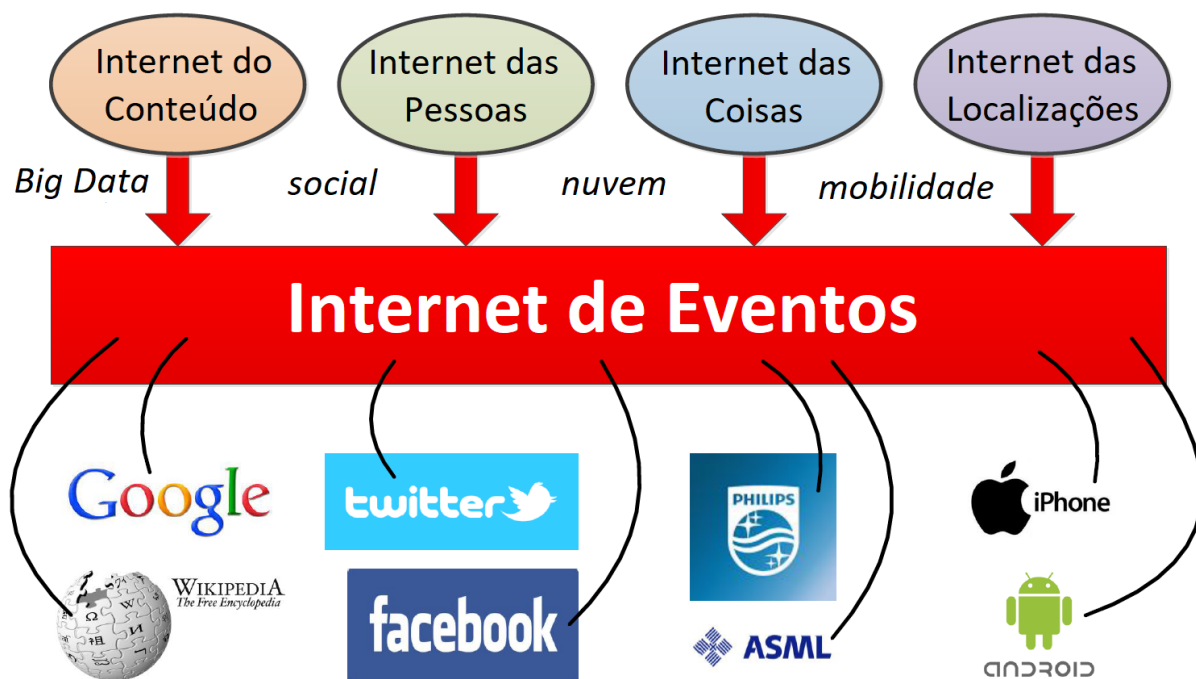 Internet do
Conteúdo
Internet das
Pessoas
Internet das
Coisas
Internet das
Localizações
Big Data
social
nuvem
mobilidade
Internet de Eventos
Google
twitter
PHILIPS
iPhone
WIKIPEDIA
The Free Encyclopedia
facebook
ASML
ANDROID